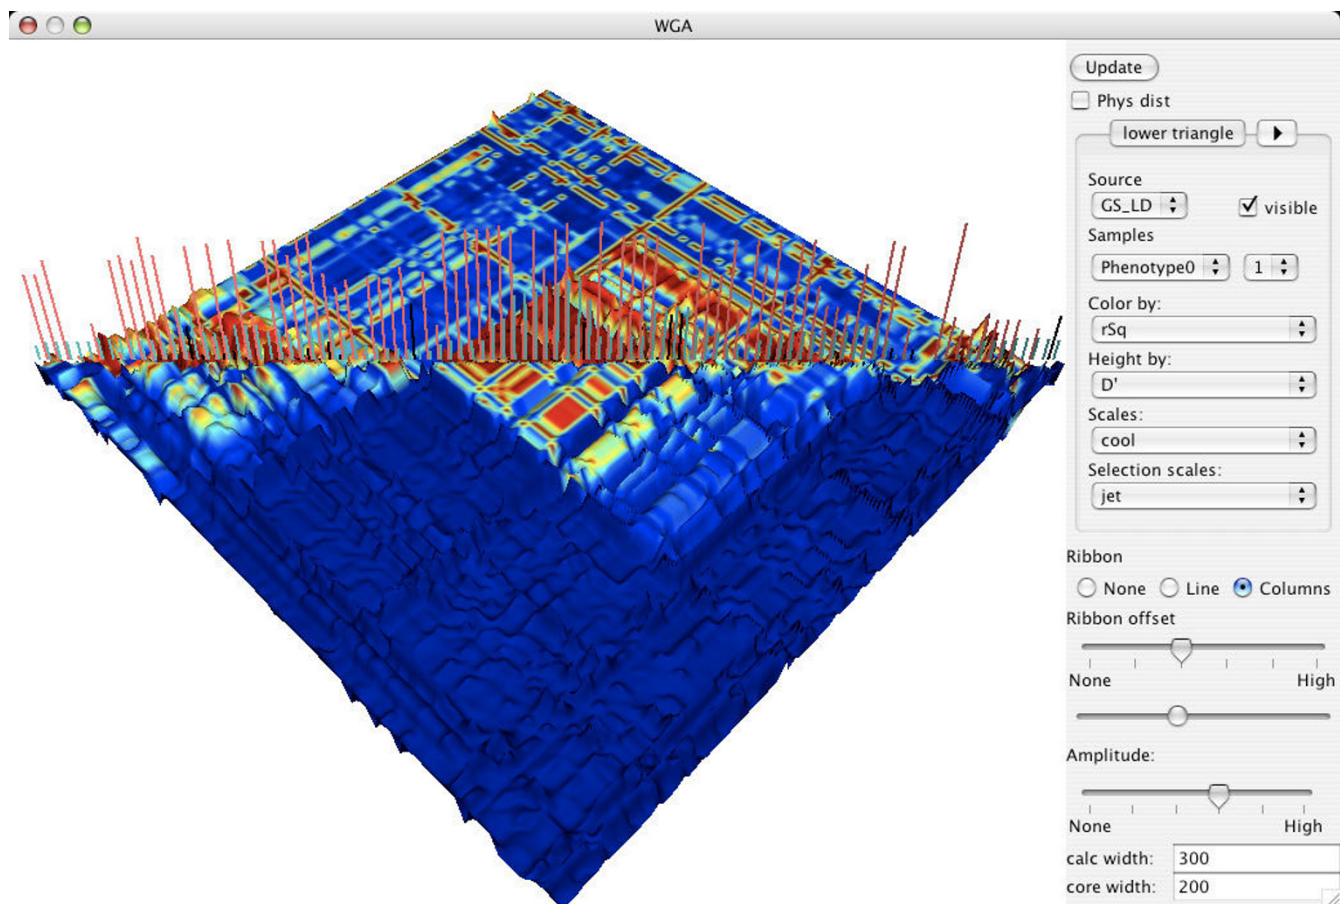 WGA
Update
Phys dist
lower triangle
Source
GS_LD
visible
Samples
Phenotype0 1
Color by:
rSq
Height by:
D'
Scales:
cool
Selection scales:
jet
Ribbon
None Line Columns
Ribbon offset
None High
Amplitude:
None High
calc width: 300
core width: 200